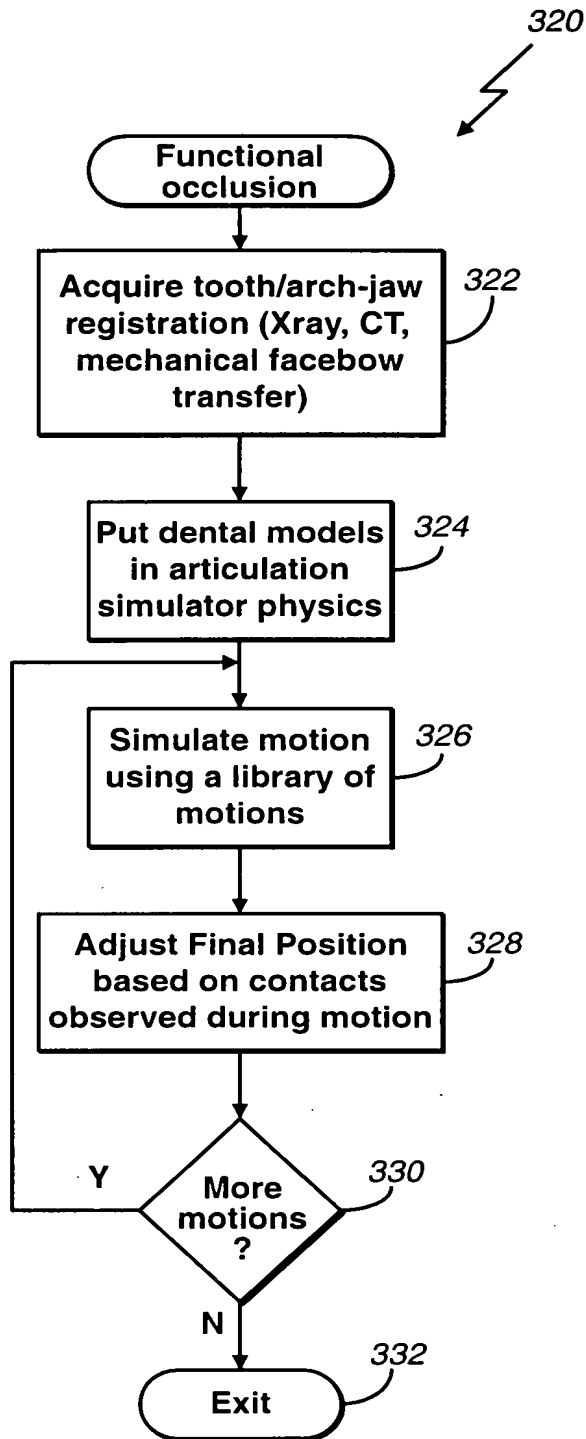 320
Functional
occlusion
Acquire tooth/arch-jaw
registration (Xray, CT,
mechanical facebow
transfer)
322
Put dental models
in articulation
simulator physics
324
Simulate motion
using a library of
motions
326
Adjust Final Position
based on contacts
observed during motion
328
Y
More
motions
?
330
N
Exit
332